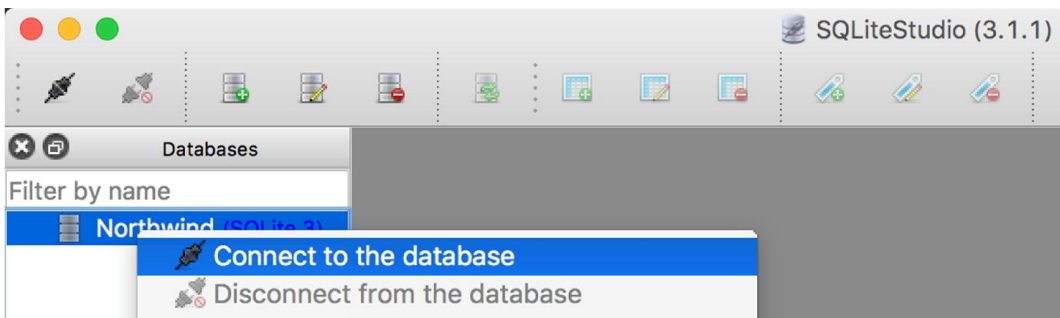 SQLiteStudio (3.1.1)
Databases
Filter by name
Northwind (SQLite 3)
Connect to the database
Disconnect from the database